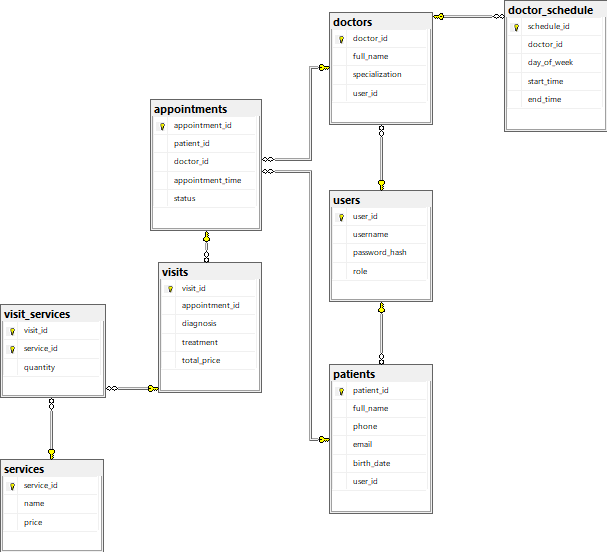 doctors
doctor_id
full_name
specialization
user_id
doctor_schedule
schedule_id
doctor_id
day_of_week
start_time
end_time
appointments
appointment_id
patient_id
doctor_id
appointment_time
status
users
user_id
username
password_hash
role
visits
visit_id
appointment_id
diagnosis
treatment
total_price
visit_services
visit_id
service_id
quantity
patients
patient_id
full_name
phone
email
birth_date
user_id
services
service_id
name
price